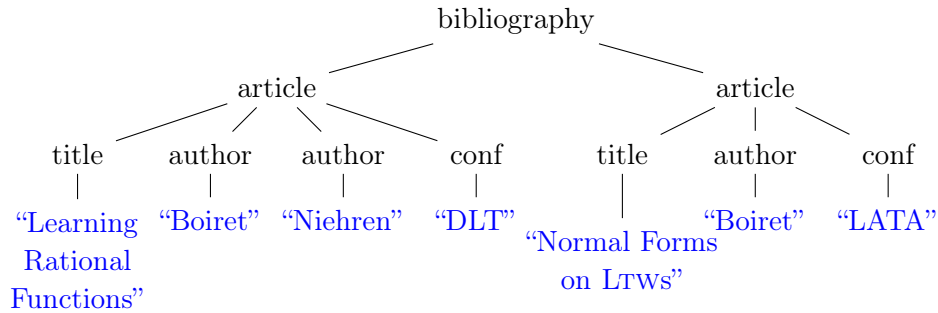 bibliography
article article
title author author conf title author conf
“Learning Rational Functions” “Boiret” “Niehren” “DLT” “Normal Forms on LTWs” “Boiret” “LATA”